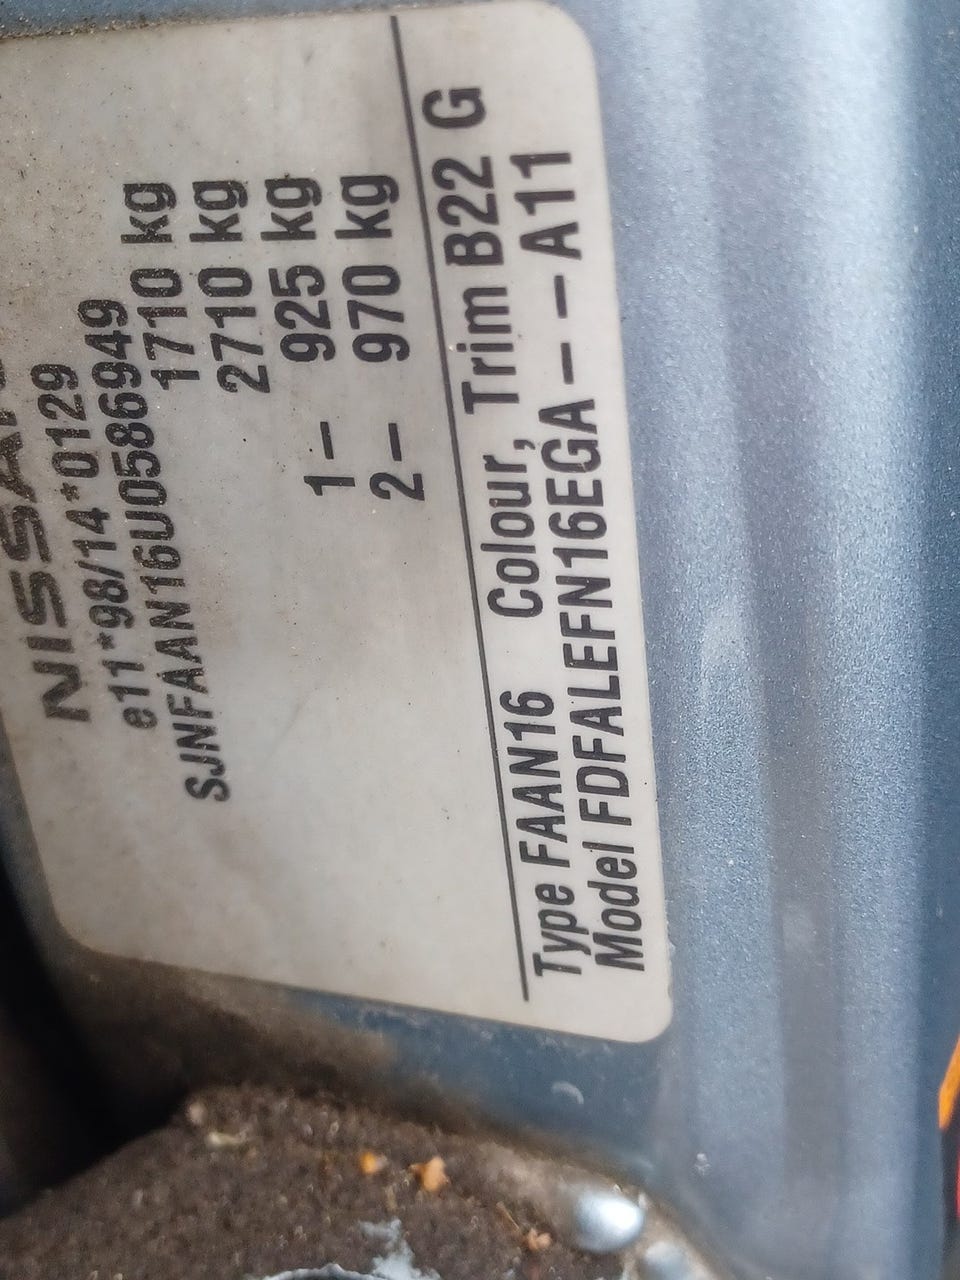 NISSAN
e11*98/14*0129
SJNFAAN16U0586949
1710 kg
2710 kg
1– 925 kg
2– 970 kg
Type FAAN16 Colour, Trim B22 G
Model FDFALEFN16EGA – – A11